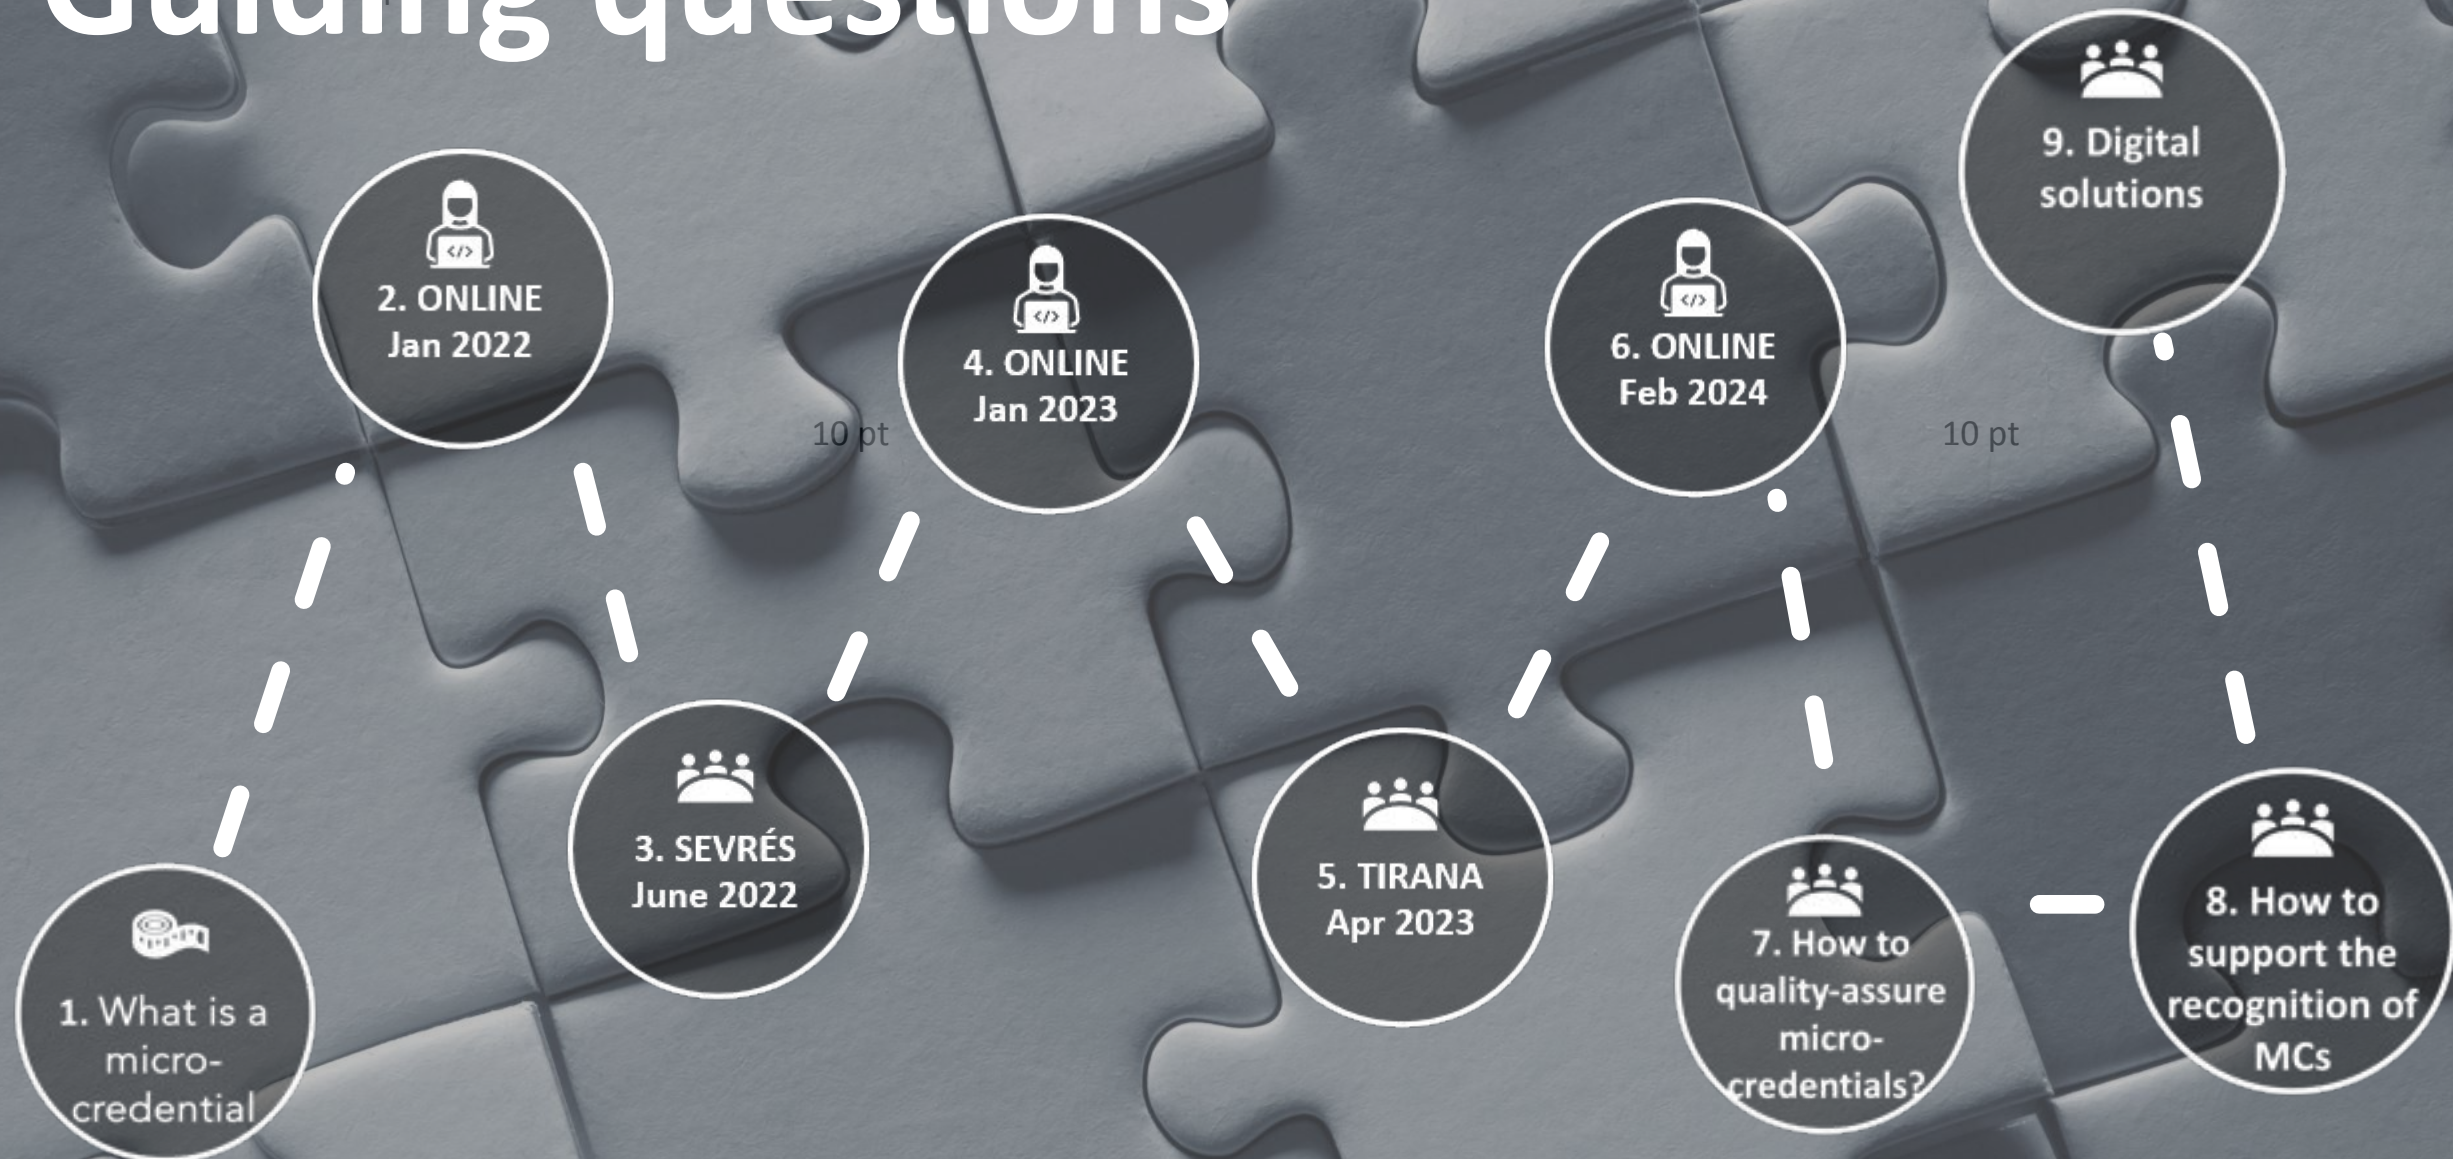 Guiding questions
9. Digital
solutions
2. ONLINE
Jan 2022
4. ONLINE
Jan 2023
6. ONLINE
Feb 2024
10 pt
10 pt
3. SEVRÉS
June 2022
5. TIRANA
Apr 2023
7. How to
quality-assure
micro-
credentials?
8. How to
support the
recognition of
MCs
1. What is a
micro-
credential